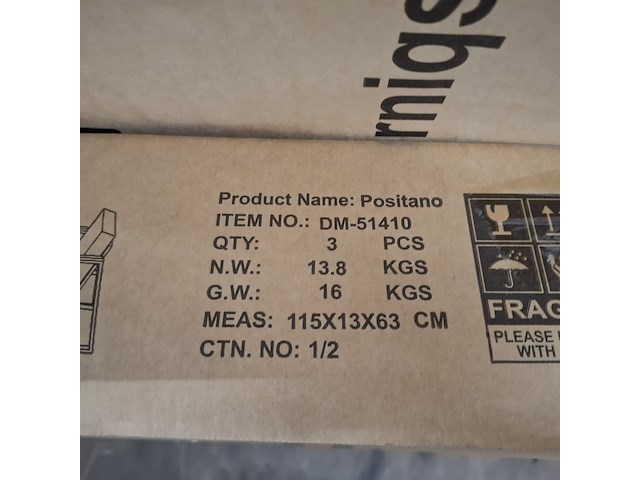 rniqs
Product Name: Positano
ITEM NO.: DM-51410
QTY: 3 PCS
N.W.: 13.8 KGS
G.W.: 16 KGS
MEAS: 115X13X63 CM
CTN. NO: 1/2
FRAG
PLEASE
WITH